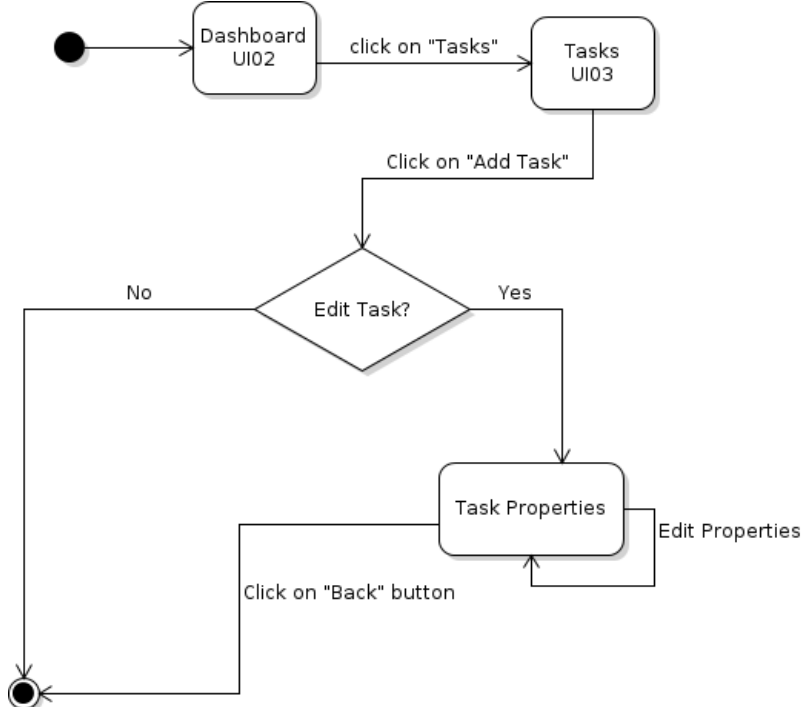 Dashboard
UI02
click on "Tasks"
Tasks
UI03
Click on "Add Task"
No
Edit Task?
Yes
Task Properties
Edit Properties
Click on "Back" button